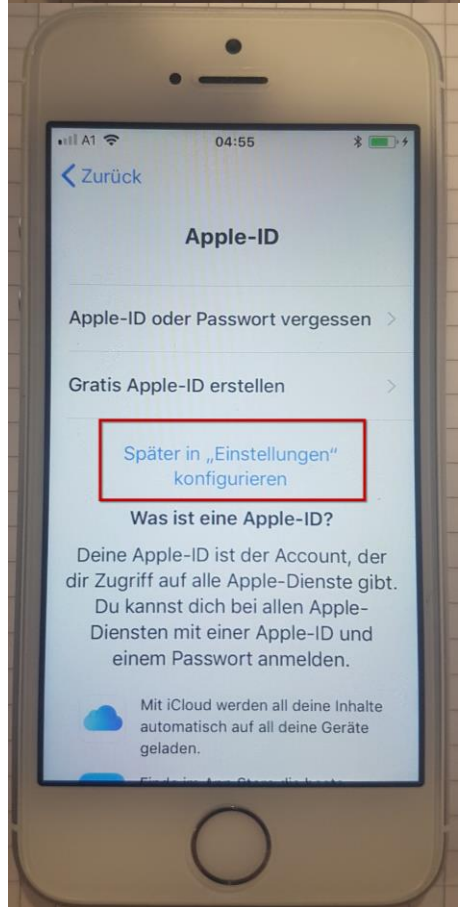 A1 04:55
Zurück
Apple-ID
Apple-ID oder Passwort vergessen
Gratis Apple-ID erstellen
Später in „Einstellungen“
konfigurieren
Was ist eine Apple-ID?
Deine Apple-ID ist der Account, der
dir Zugriff auf alle Apple-Dienste gibt.
Du kannst dich bei allen Apple-
Diensten mit einer Apple-ID und
einem Passwort anmelden.
Mit iCloud werden all deine Inhalte
automatisch auf all deine Geräte
geladen.